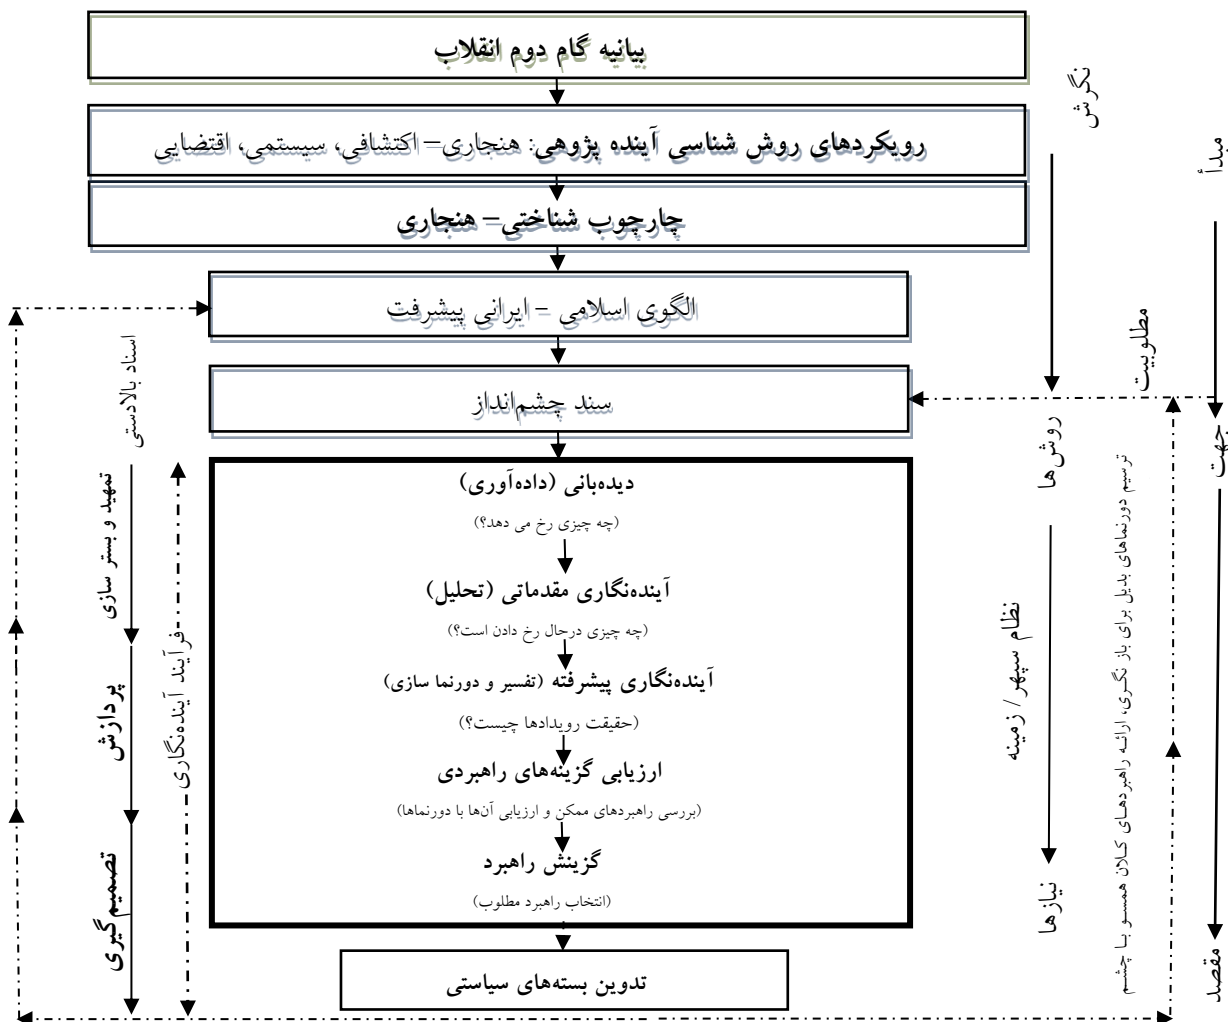 بیانیه گام دوم انقلاب
رویکردهای روش شناسی آینده پژوهی: هنجاری– اکتشافی، سیستمی، اقتضایی
چارچوب شناختی– هنجاری
الگوی اسلامی – ایرانی پیشرفت
سند چشم‌انداز
دیده‌بانی (داده‌آوری)
(چه چیزی رخ می دهد؟)
آینده‌نگاری مقدماتی (تحلیل)
(چه چیزی درحال رخ دادن است؟)
آینده‌نگاری پیشرفته (تفسیر و دورنما سازی)
(حقیقت رویدادها چیست؟)
ارزیابی گزینه‌های راهبردی
(بررسی راهبردهای ممکن و ارزیابی آن‌ها با دورنماها)
گزینش راهبرد
(انتخاب راهبرد مطلوب)
تدوین بسته‌های سیاستی
مبدأ
جهت
مقصد
مطلوبیت
ترسیم دورنماهای بدیل برای باز نگری، ارائه راهبردهای کلان همسو با چشم
نگرش
روش‌ها
نیازها
نظام سپهر/ زمینه
اسناد بالادستی
تمهید و بستر سازی
پردازش
تصمیم‌گیری
فرآیند آینده‌نگاری